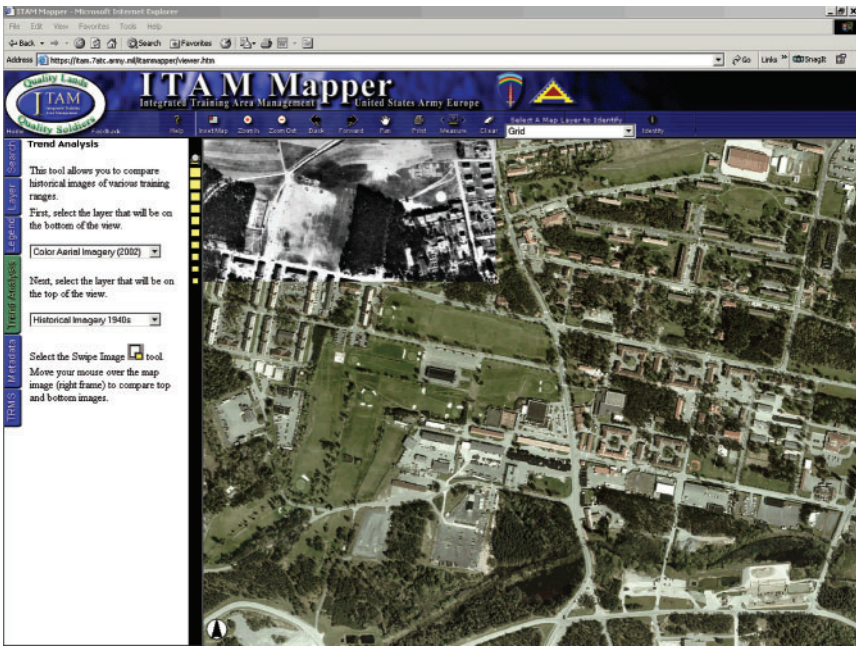 ITAM Mapper - Microsoft Internet Explorer
File Edit View Favorites Tools Help
Back Search Favorites
Address https://itam.7atc.army.mil/itammapper/viewer.htm Go Links SnagIt
Quality Lands
ITAM
Quality Soldiers
ITAM Mapper
Integrated Training Area Management United States Army Europe
Home Feedback Help Inset Map Zoom In Zoom Out Back Forward Pan Print Measure Clear
Select A Map Layer to Identify
Grid
Identify
Search
Layer
Legend
Trend Analysis
Metadata
TRMS
Trend Analysis
This tool allows you to compare
historical images of various training
ranges.
First, select the layer that will be on
the bottom of the view.
Color Aerial Imagery (2002)
Next, select the layer that will be on
the top of the view.
Historical Imagery 1940s
Select the Swipe Image tool.
Move your mouse over the map
image (right frame) to compare top
and bottom images.